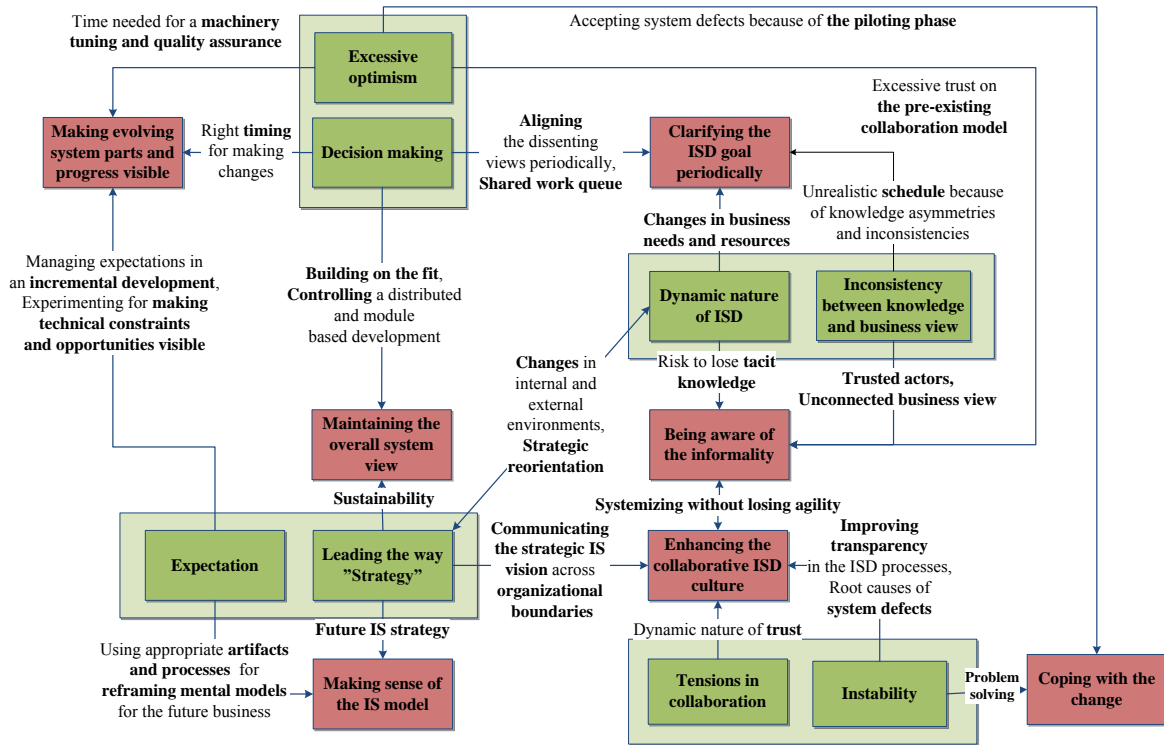 Time needed for a machinery
tuning and quality assurance
Accepting system defects because of the piloting phase
Excessive
optimism
Excessive trust on
the pre-existing
collaboration model
Making evolving
system parts and
progress visible
Right timing
for making
changes
Decision making
Aligning
the dissenting
views periodically,
Shared work queue
Clarifying the
ISD goal
periodically
Unrealistic schedule because
of knowledge asymmetries
and inconsistencies
Changes in business
needs and resources
Managing expectations in
an incremental development,
Experimenting for making
technical constraints
and opportunities visible
Building on the fit,
Controlling a distributed
and module
based development
Dynamic nature
of ISD
Inconsistency
between knowledge
and business view
Changes in
internal and
external
environments,
Strategic
reorientation
Risk to lose tacit
knowledge
Trusted actors,
Unconnected business view
Maintaining the
overall system
view
Being aware of
the informality
Sustainability
Systemizing without losing agility
Expectation
Leading the way
”Strategy”
Communicating
the strategic IS
vision across
organizational
boundaries
Enhancing the
collaborative ISD
culture
Improving
transparency
in the ISD processes,
Root causes of
system defects
Future IS strategy
Dynamic nature of trust
Using appropriate artifacts
and processes for
reframing mental models
for the future business
Making sense of
the IS model
Tensions in
collaboration
Instability
Problem
solving
Coping with the
change